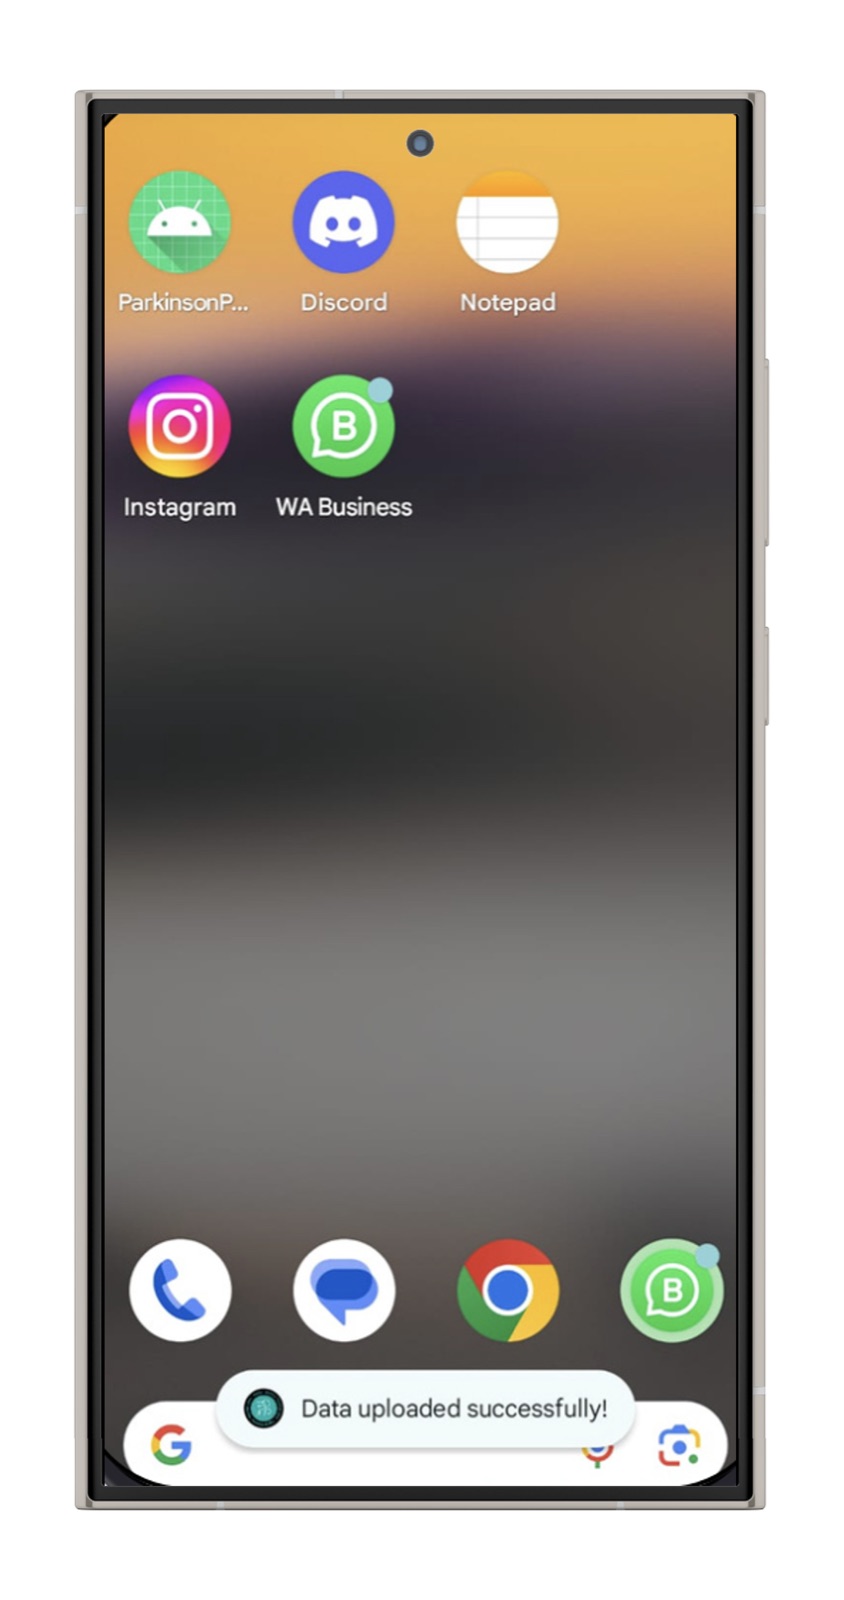 ParkinsonP...
Discord
Notepad
Instagram
B
WA Business
B
Data uploaded successfully!
G